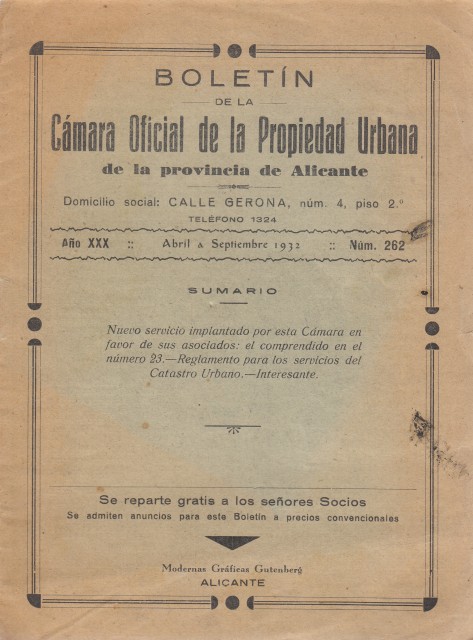 BOLETÍN
DE LA
Cámara Oficial de la Propiedad Urbana
de la provincia de Alicante
Domicilio social: CALLE GERONA, núm. 4, piso 2.º
TELÉFONO 1324
Año XXX :: Abril a Septiembre 1932 :: Núm. 262
SUMARIO
Nuevo servicio implantado por esta Cámara en
favor de sus asociados: el comprendido en el
número 23.—Reglamento para los servicios del
Catastro Urbano.—Interesante.
Se reparte gratis a los señores Socios
Se admiten anuncios para este Boletín a precios convencionales
Modernas Gráficas Gutenberg
ALICANTE